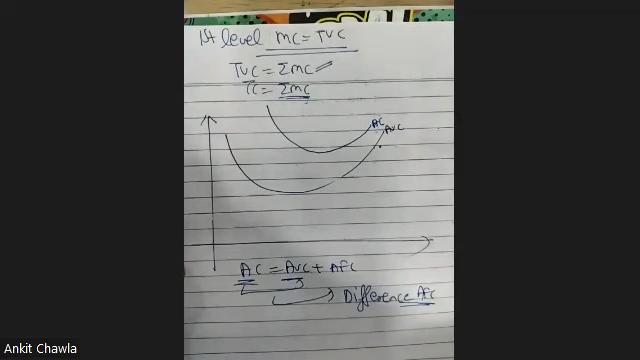 1st level MC = TVC
TVC = ΣMC
TC = ΣMC
AC
AVC
AC = AVC + AFC
Difference AFC
Ankit Chawla